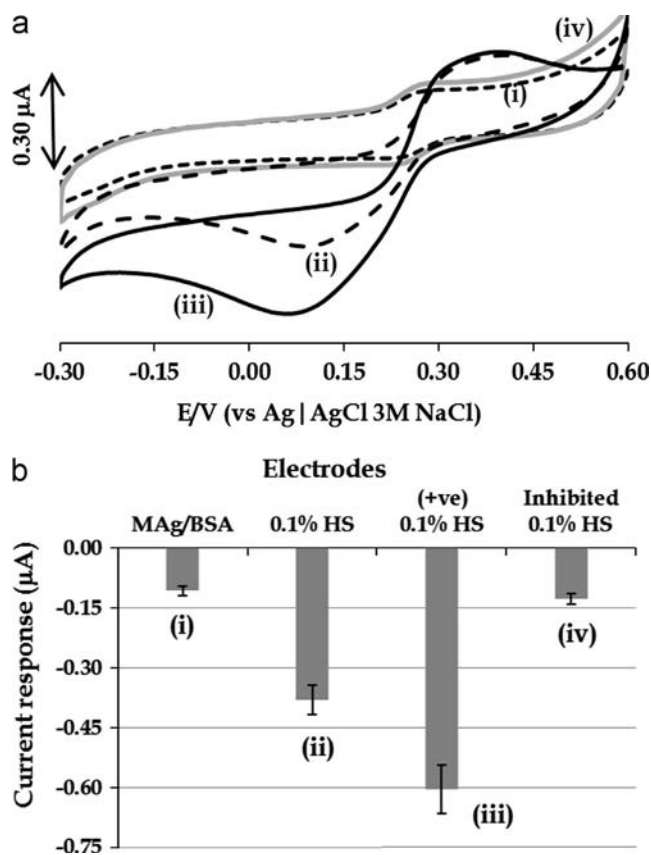 a
(iv)
(i)
0.30 µA
(ii)
(iii)
-0.30 -0.15 0.00 0.15 0.30 0.45 0.60
E/V (vs Ag | AgCl 3M NaCl)
b
Electrodes
(+ve) Inhibited
MAg/BSA 0.1% HS 0.1% HS 0.1% HS
0.00
-0.15
-0.30
-0.45
-0.60
-0.75
Current response (µA)
(i)
(iv)
(ii)
(iii)